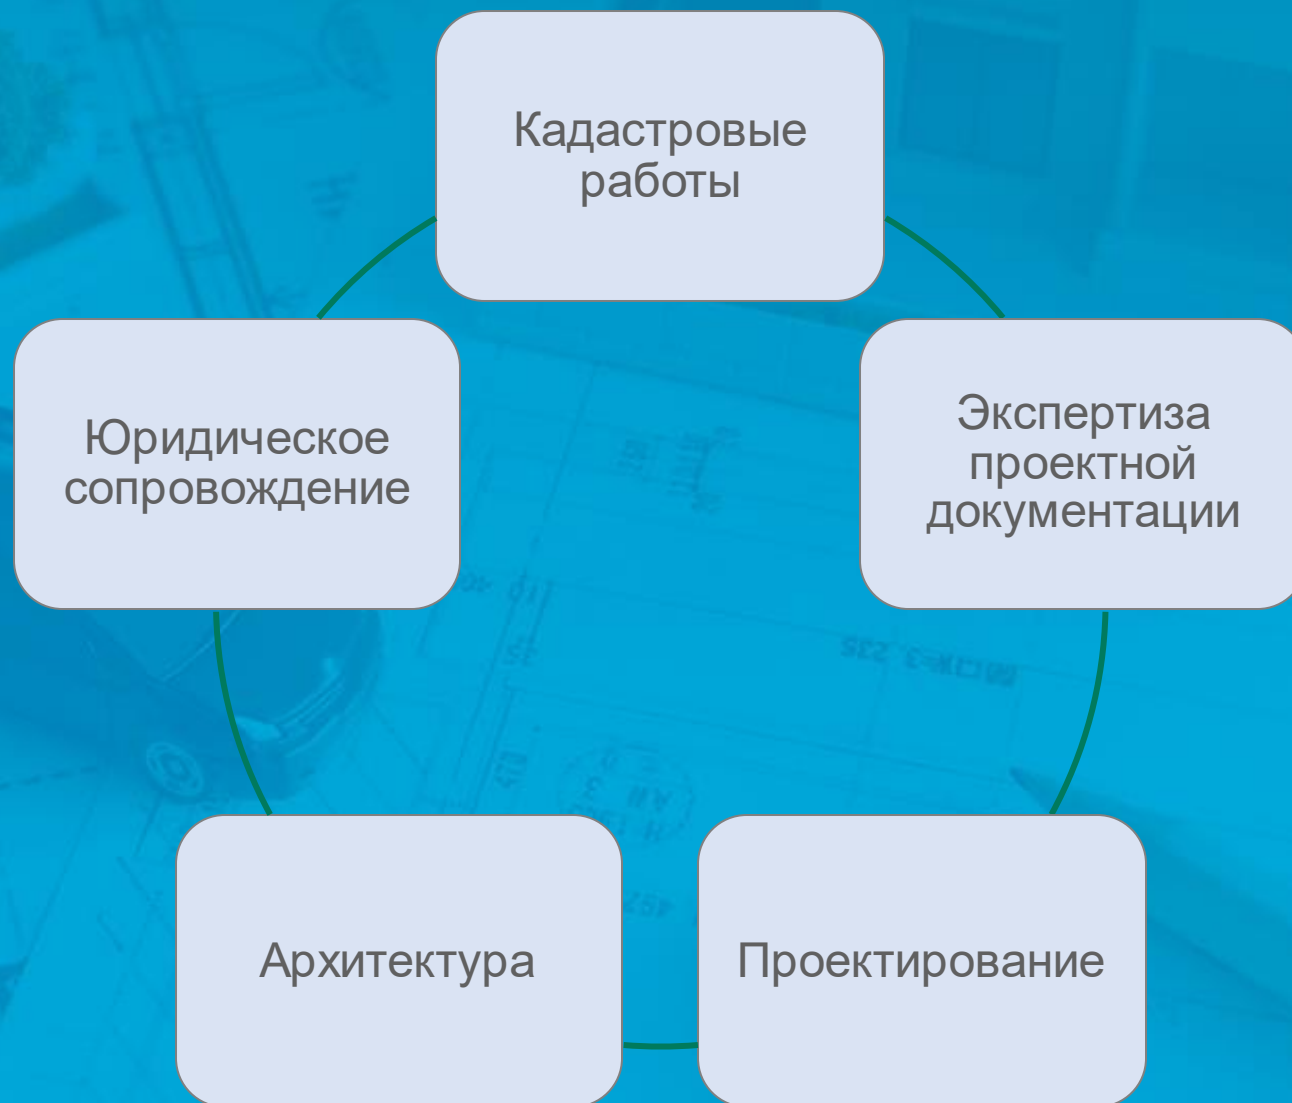 Кадастровые
работы
Экспертиза
проектной
документации
Юридическое
сопровождение
Архитектура
Проектирование